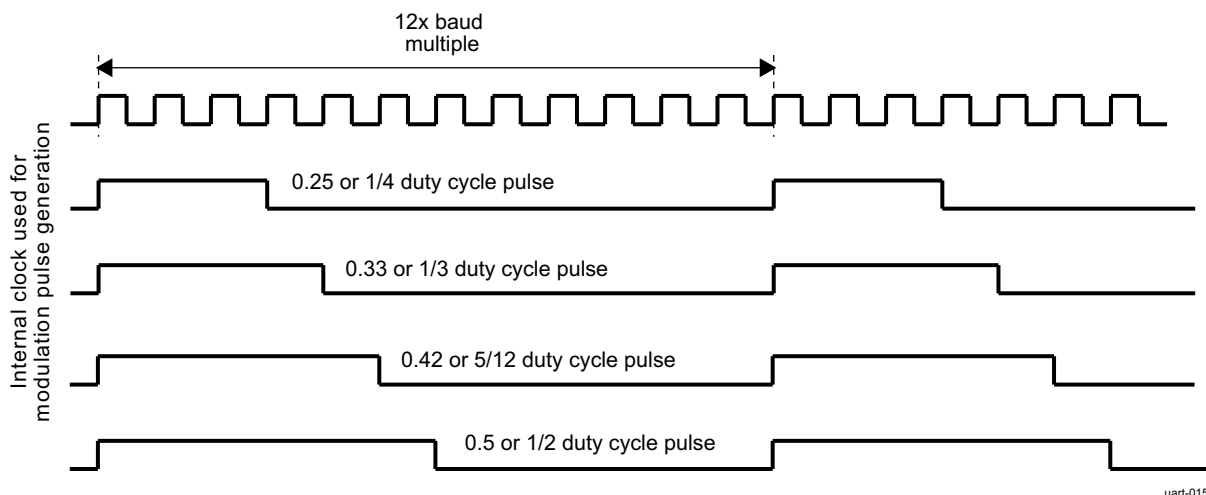 12x baud
multiple
Internal clock used for
modulation pulse generation
0.25 or 1/4 duty cycle pulse
0.33 or 1/3 duty cycle pulse
0.42 or 5/12 duty cycle pulse
0.5 or 1/2 duty cycle pulse
uart-015